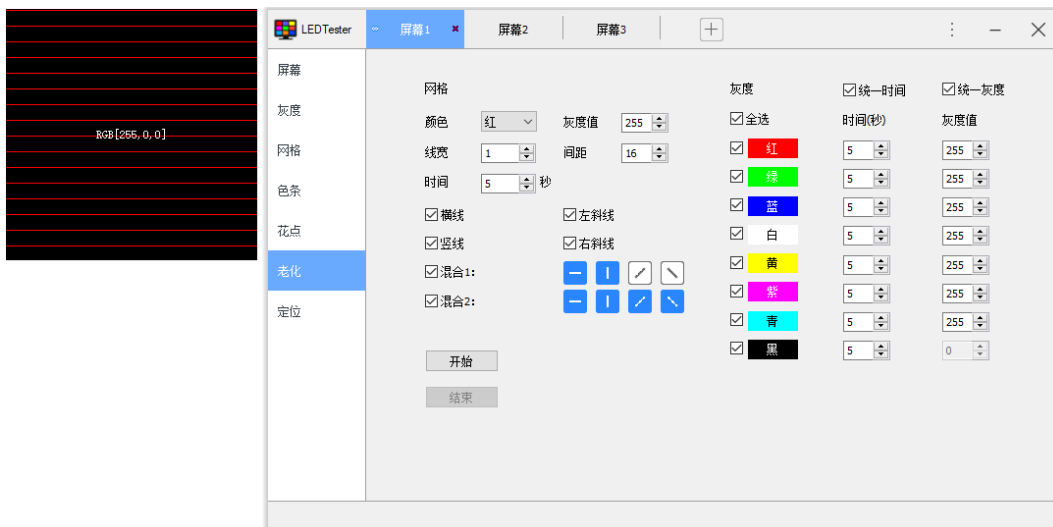 RGB[255,0,0]
LEDTester
屏幕1
屏幕2
屏幕3
屏幕
灰度
网格
色条
花点
老化
定位
网格
颜色 红 灰度值 255
线宽 1 间距 16
时间 5 秒
横线 左斜线
竖线 右斜线
混合1:
混合2:
开始
结束
灰度 统一时间 统一灰度
全选 时间(秒) 灰度值
红 5 255
绿 5 255
蓝 5 255
白 5 255
黄 5 255
紫 5 255
青 5 255
黑 5 0